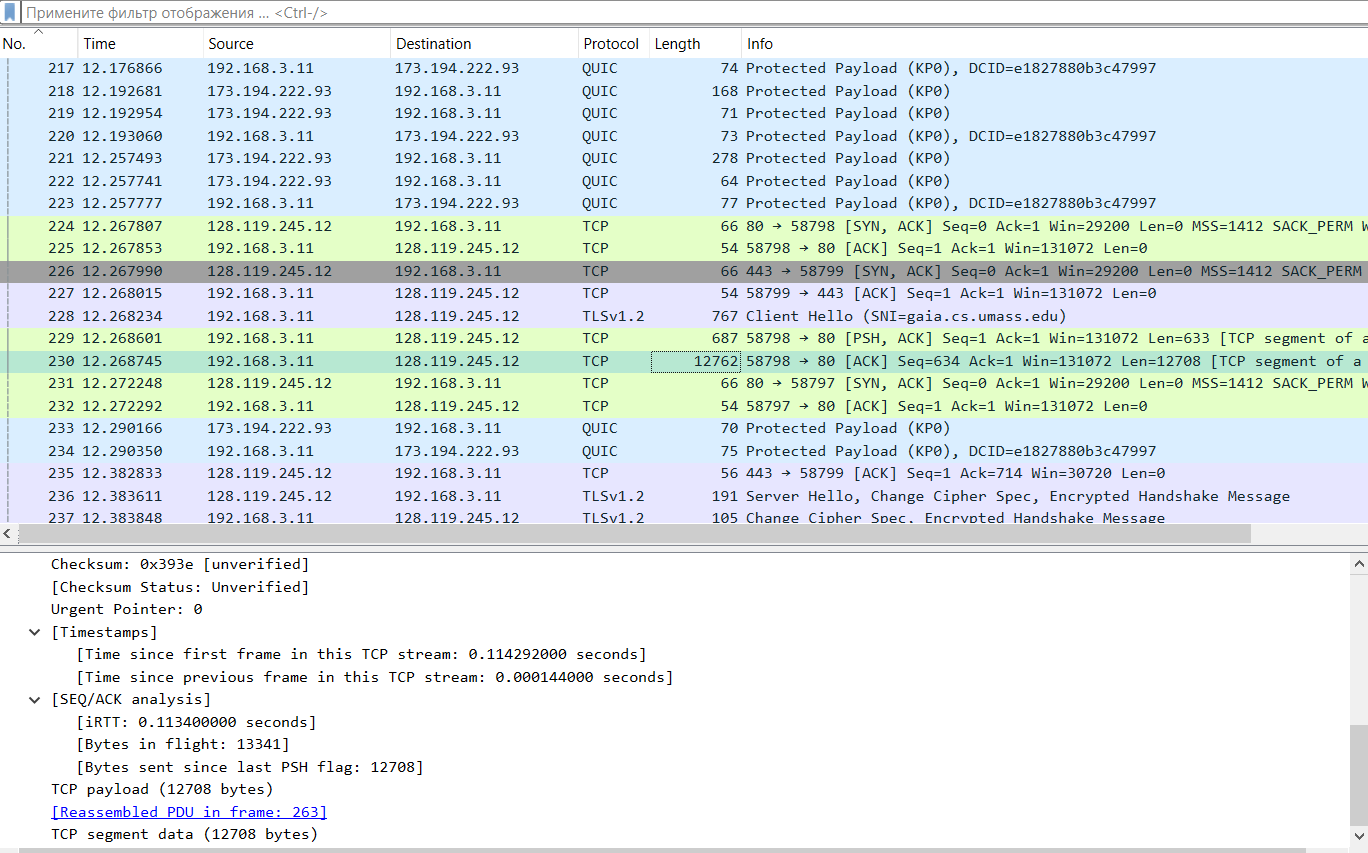 Примените фильтр отображения ... <Ctrl-/>
No. Time Source Destination Protocol Length Info
217 12.176866 192.168.3.11 173.194.222.93 QUIC 74 Protected Payload (KP0), DCID=e1827880b3c47997
218 12.192681 173.194.222.93 192.168.3.11 QUIC 168 Protected Payload (KP0)
219 12.192954 173.194.222.93 192.168.3.11 QUIC 71 Protected Payload (KP0)
220 12.193060 192.168.3.11 173.194.222.93 QUIC 73 Protected Payload (KP0), DCID=e1827880b3c47997
221 12.257493 173.194.222.93 192.168.3.11 QUIC 278 Protected Payload (KP0)
222 12.257741 173.194.222.93 192.168.3.11 QUIC 64 Protected Payload (KP0)
223 12.257777 192.168.3.11 173.194.222.93 QUIC 77 Protected Payload (KP0), DCID=e1827880b3c47997
224 12.267807 128.119.245.12 192.168.3.11 TCP 66 80 → 58798 [SYN, ACK] Seq=0 Ack=1 Win=29200 Len=0 MSS=1412 SACK_PERM W
225 12.267853 192.168.3.11 128.119.245.12 TCP 54 58798 → 80 [ACK] Seq=1 Ack=1 Win=131072 Len=0
226 12.267990 128.119.245.12 192.168.3.11 TCP 66 443 → 58799 [SYN, ACK] Seq=0 Ack=1 Win=29200 Len=0 MSS=1412 SACK_PERM
227 12.268015 192.168.3.11 128.119.245.12 TCP 54 58799 → 443 [ACK] Seq=1 Ack=1 Win=131072 Len=0
228 12.268234 192.168.3.11 128.119.245.12 TLSv1.2 767 Client Hello (SNI=gaia.cs.umass.edu)
229 12.268601 192.168.3.11 128.119.245.12 TCP 687 58798 → 80 [PSH, ACK] Seq=1 Ack=1 Win=131072 Len=633 [TCP segment of a
230 12.268745 192.168.3.11 128.119.245.12 TCP 12762 58798 → 80 [ACK] Seq=634 Ack=1 Win=131072 Len=12708 [TCP segment of a
231 12.272248 128.119.245.12 192.168.3.11 TCP 66 80 → 58797 [SYN, ACK] Seq=0 Ack=1 Win=29200 Len=0 MSS=1412 SACK_PERM W
232 12.272292 192.168.3.11 128.119.245.12 TCP 54 58797 → 80 [ACK] Seq=1 Ack=1 Win=131072 Len=0
233 12.290166 173.194.222.93 192.168.3.11 QUIC 70 Protected Payload (KP0)
234 12.290350 192.168.3.11 173.194.222.93 QUIC 75 Protected Payload (KP0), DCID=e1827880b3c47997
235 12.382833 128.119.245.12 192.168.3.11 TCP 56 443 → 58799 [ACK] Seq=1 Ack=714 Win=30720 Len=0
236 12.383611 128.119.245.12 192.168.3.11 TLSv1.2 191 Server Hello, Change Cipher Spec, Encrypted Handshake Message
237 12.383848 192.168.3.11 128.119.245.12 TLSv1.2 105 Change Cipher Spec, Encrypted Handshake Message
Checksum: 0x393e [unverified]
[Checksum Status: Unverified]
Urgent Pointer: 0
[Timestamps]
[Time since first frame in this TCP stream: 0.114292000 seconds]
[Time since previous frame in this TCP stream: 0.000144000 seconds]
[SEQ/ACK analysis]
[iRTT: 0.113400000 seconds]
[Bytes in flight: 13341]
[Bytes sent since last PSH flag: 12708]
TCP payload (12708 bytes)
[Reassembled PDU in frame: 263]
TCP segment data (12708 bytes)